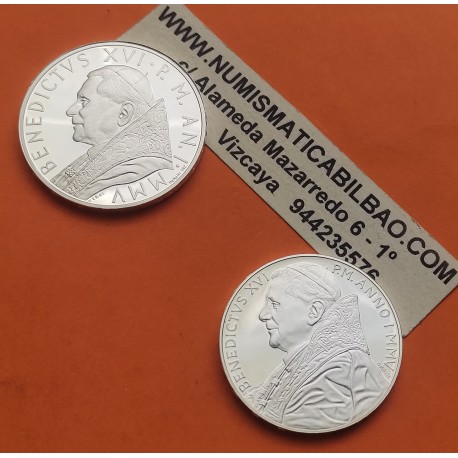 BENEDICTVS XVI · P. M. AN. I MMV
WWW.NUMISMATICABILBAO.COM
c/ Alameda Mazarredo 6 - 1º
Vizcaya 944235576
BENEDICTVS XVI P.M. ANNO I MMV